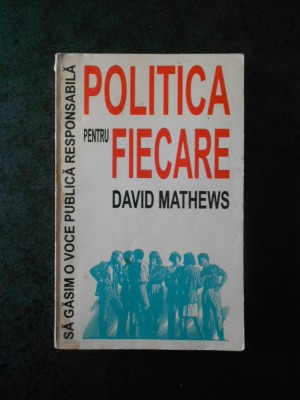 SĂ GĂSIM O VOCE PUBLICĂ RESPONSABILĂ
POLITICA
PENTRU
FIECARE
DAVID MATHEWS